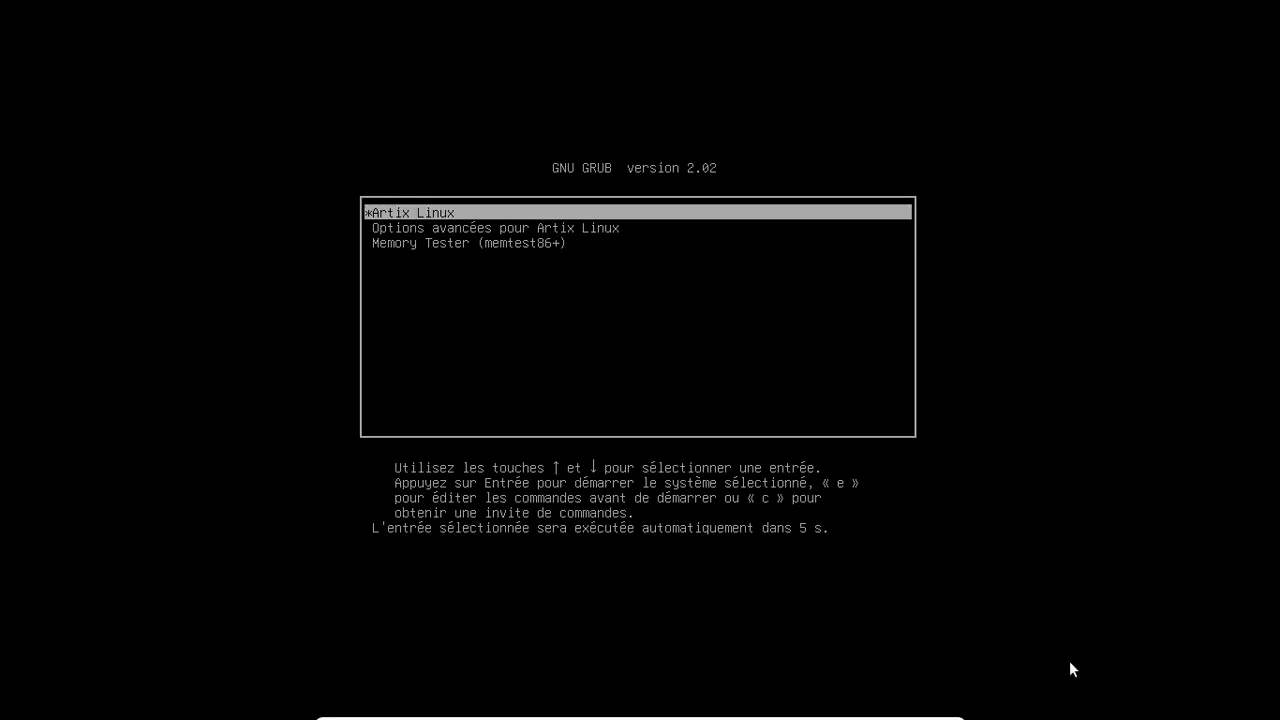 GNU GRUB  version 2.02
*Artix Linux
Options avancées pour Artix Linux
Memory Tester (memtest86+)
Utilisez les touches ↑ et ↓ pour sélectionner une entrée.
Appuyez sur Entrée pour démarrer le système sélectionné, « e »
pour éditer les commandes avant de démarrer ou « c » pour
obtenir une invite de commandes.
L'entrée sélectionnée sera exécutée automatiquement dans 5 s.